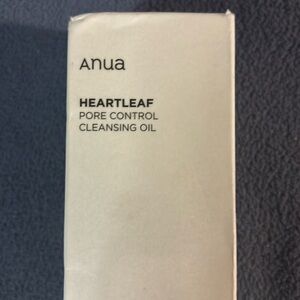 Anua
HEARTLEAF
PORE CONTROL
CLEANSING OIL